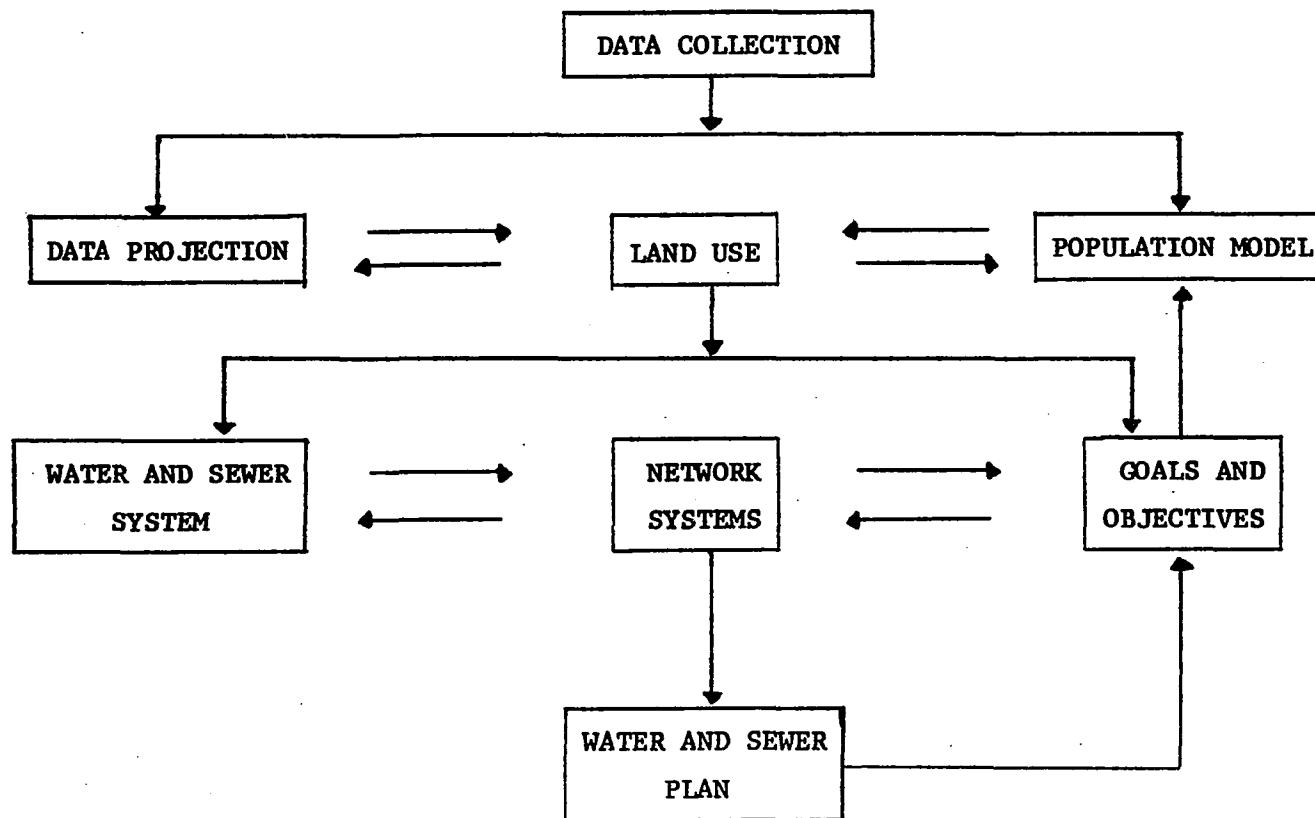 DATA COLLECTION
DATA PROJECTION
LAND USE
POPULATION MODEL
WATER AND SEWER
SYSTEM
NETWORK
SYSTEMS
GOALS AND
OBJECTIVES
WATER AND SEWER
PLAN